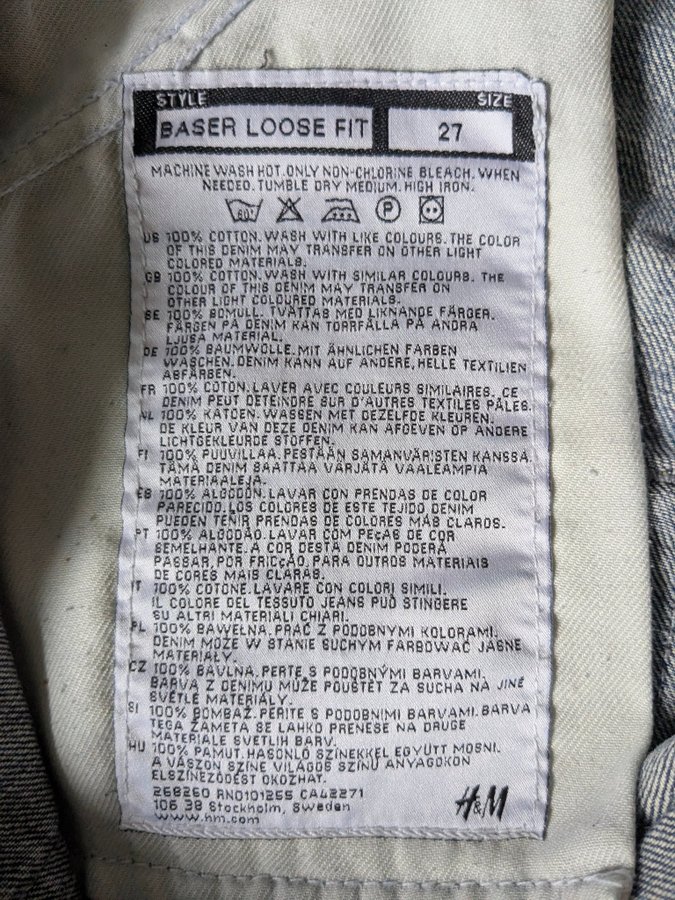 STYLE SIZE
BASER LOOSE FIT 27
MACHINE WASH HOT. ONLY NON-CHLORINE BLEACH. WHEN
NEEDED. TUMBLE DRY MEDIUM. HIGH IRON.
60° P
US 100% COTTON. WASH WITH LIKE COLOURS. THE COLOR
OF THIS DENIM MAY TRANSFER ON OTHER LIGHT
COLORED MATERIALS.
GB 100% COTTON. WASH WITH SIMILAR COLOURS. THE
COLOUR OF THIS DENIM MAY TRANSFER ON
OTHER LIGHT COLOURED MATERIALS.
SE 100% BOMULL. TVÄTTAS MED LIKNANDE FÄRGER.
FÄRGEN PÅ DENIM KAN TORRFÄLLA PÅ ANDRA
LJUSA MATERIAL.
DE 100% BAUMWOLLE. MIT ÄHNLICHEN FARBEN
WASCHEN. DENIM KANN AUF ANDERE, HELLE TEXTILIEN
ABFÄRBEN.
FR 100% COTON. LAVER AVEC COULEURS SIMILAIRES. CE
DENIM PEUT DETEINDRE SUR D'AUTRES TEXTILES PÂLES.
NL 100% KATOEN. WASSEN MET DEZELFDE KLEUREN.
DE KLEUR VAN DEZE DENIM KAN AFGEVEN OP ANDERE
LICHTGEKLEURDE STOFFEN.
FI 100% PUUVILLAA. PESTÄÄN SAMANVÄRISTEN KANSSA.
TÄMÄ DENIM SAATTAA VÄRJÄTÄ VAALEAMPIA
MATERIAALEJA.
ES 100% ALGODÓN. LAVAR CON PRENDAS DE COLOR
PARECIDO. LOS COLORES DE ESTE TEJIDO DENIM
PUEDEN TEÑIR PRENDAS DE COLORES MÁS CLAROS.
PT 100% ALGODÃO. LAVAR COM PEÇAS DE COR
SEMELHANTE. A COR DESTA DENIM PODERÁ
PASSAR, POR FRICÇÃO, PARA OUTROS MATERIAIS
DE CORES MAIS CLARAS.
IT 100% COTONE. LAVARE CON COLORI SIMILI.
IL COLORE DEL TESSUTO JEANS PUÒ STINGERE
SU ALTRI MATERIALI CHIARI.
PL 100% BAWEŁNA. PRAĆ Z PODOBNYMI KOLORAMI.
DENIM MOŻE W STANIE SUCHYM FARBOWAĆ JASNE
MATERIAŁY.
CZ 100% BAVLNA. PERTE S PODOBNÝMI BARVAMI.
BARVA Z DENIMU MŮŽE POUŠTĚT ZA SUCHA NA JINÉ
SVĚTLÉ MATERIÁLY.
SI 100% BOMBAŽ. PERITE S PODOBNIMI BARVAMI. BARVA
TEGA ŽAMETA SE LAHKO PRENESE NA DRUGE
MATERIALE SVETLIH BARV.
HU 100% PAMUT. HASONLÓ SZÍNEKKEL EGYÜTT MOSNI.
A VÁSZON SZÍNE VILÁGOS SZÍNŰ ANYAGOKON
ELSZÍNEZŐDÉST OKOZHAT.
268260 RN0101255 CA42271
106 38 Stockholm, Sweden
www.hm.com
H&M